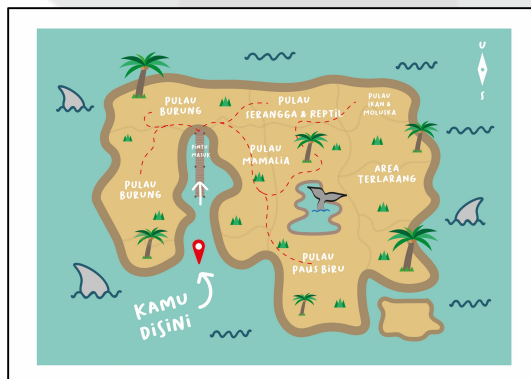 U
S
PULAU
BURUNG
PULAU
SERANGGA & REPTIL
PULAU
IKAN &
MOLUSKA
PINTU
MASUK
PULAU
MAMALIA
AREA
TERLARANG
PULAU
BURUNG
PULAU
PAUS BIRU
KAMU
DISINI